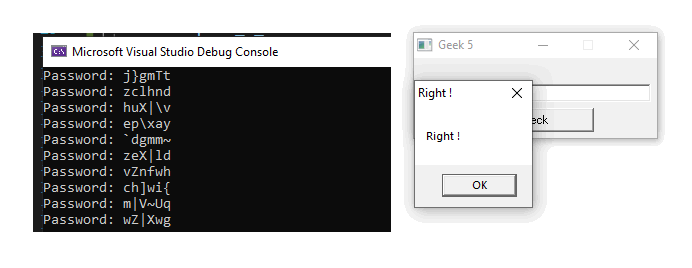 Microsoft Visual Studio Debug Console
Password: j}gmTt
Password: zclhnd
Password: huX|\v
Password: ep\xay
Password: `dgmm~
Password: zeX|ld
Password: vZnfwh
Password: ch]wi{
Password: m|V~Uq
Password: wZ|Xwg
Geek 5
Right !
eck
Right !
OK